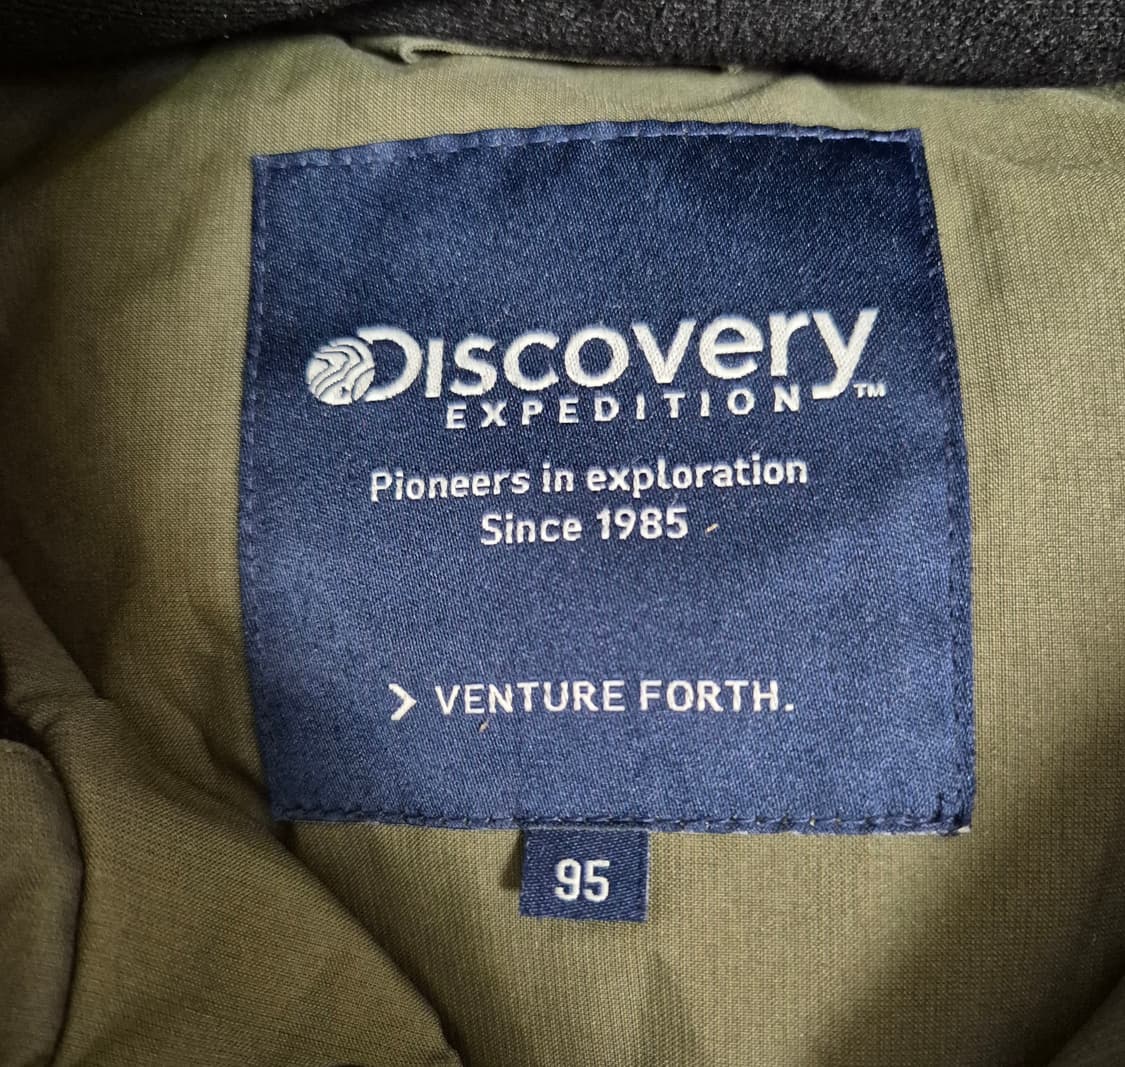 Discovery
EXPEDITION™
Pioneers in exploration
Since 1985
> VENTURE FORTH.
95